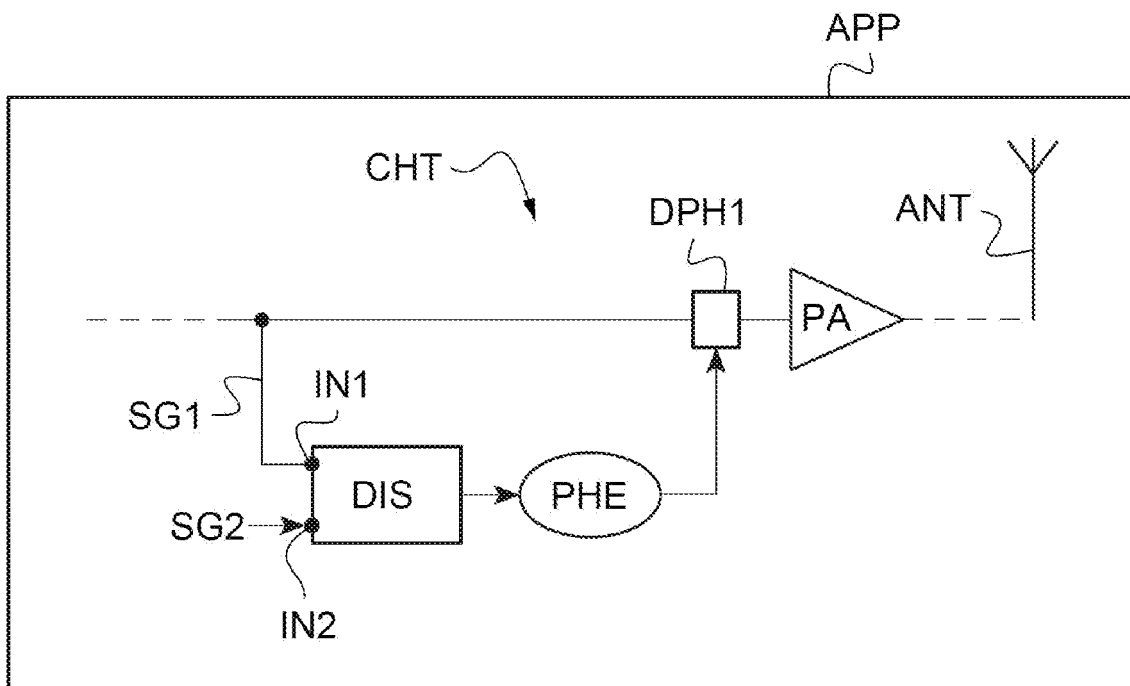 APP
CHT
DPH1
ANT
PA
SG1
IN1
DIS
PHE
SG2
IN2